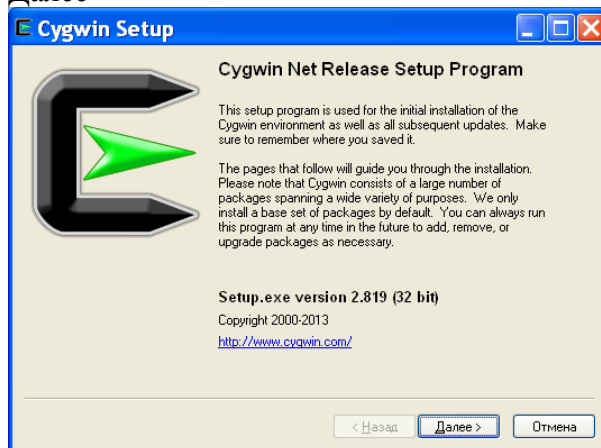 Далее
Cygwin Setup
Cygwin Net Release Setup Program
This setup program is used for the initial installation of the
Cygwin environment as well as all subsequent updates. Make
sure to remember where you saved it.
The pages that follow will guide you through the installation.
Please note that Cygwin consists of a large number of
packages spanning a wide variety of purposes. We only
install a base set of packages by default. You can always run
this program at any time in the future to add, remove, or
upgrade packages as necessary.
Setup.exe version 2.819 (32 bit)
Copyright 2000-2013
http://www.cygwin.com/
< Назад Далее > Отмена